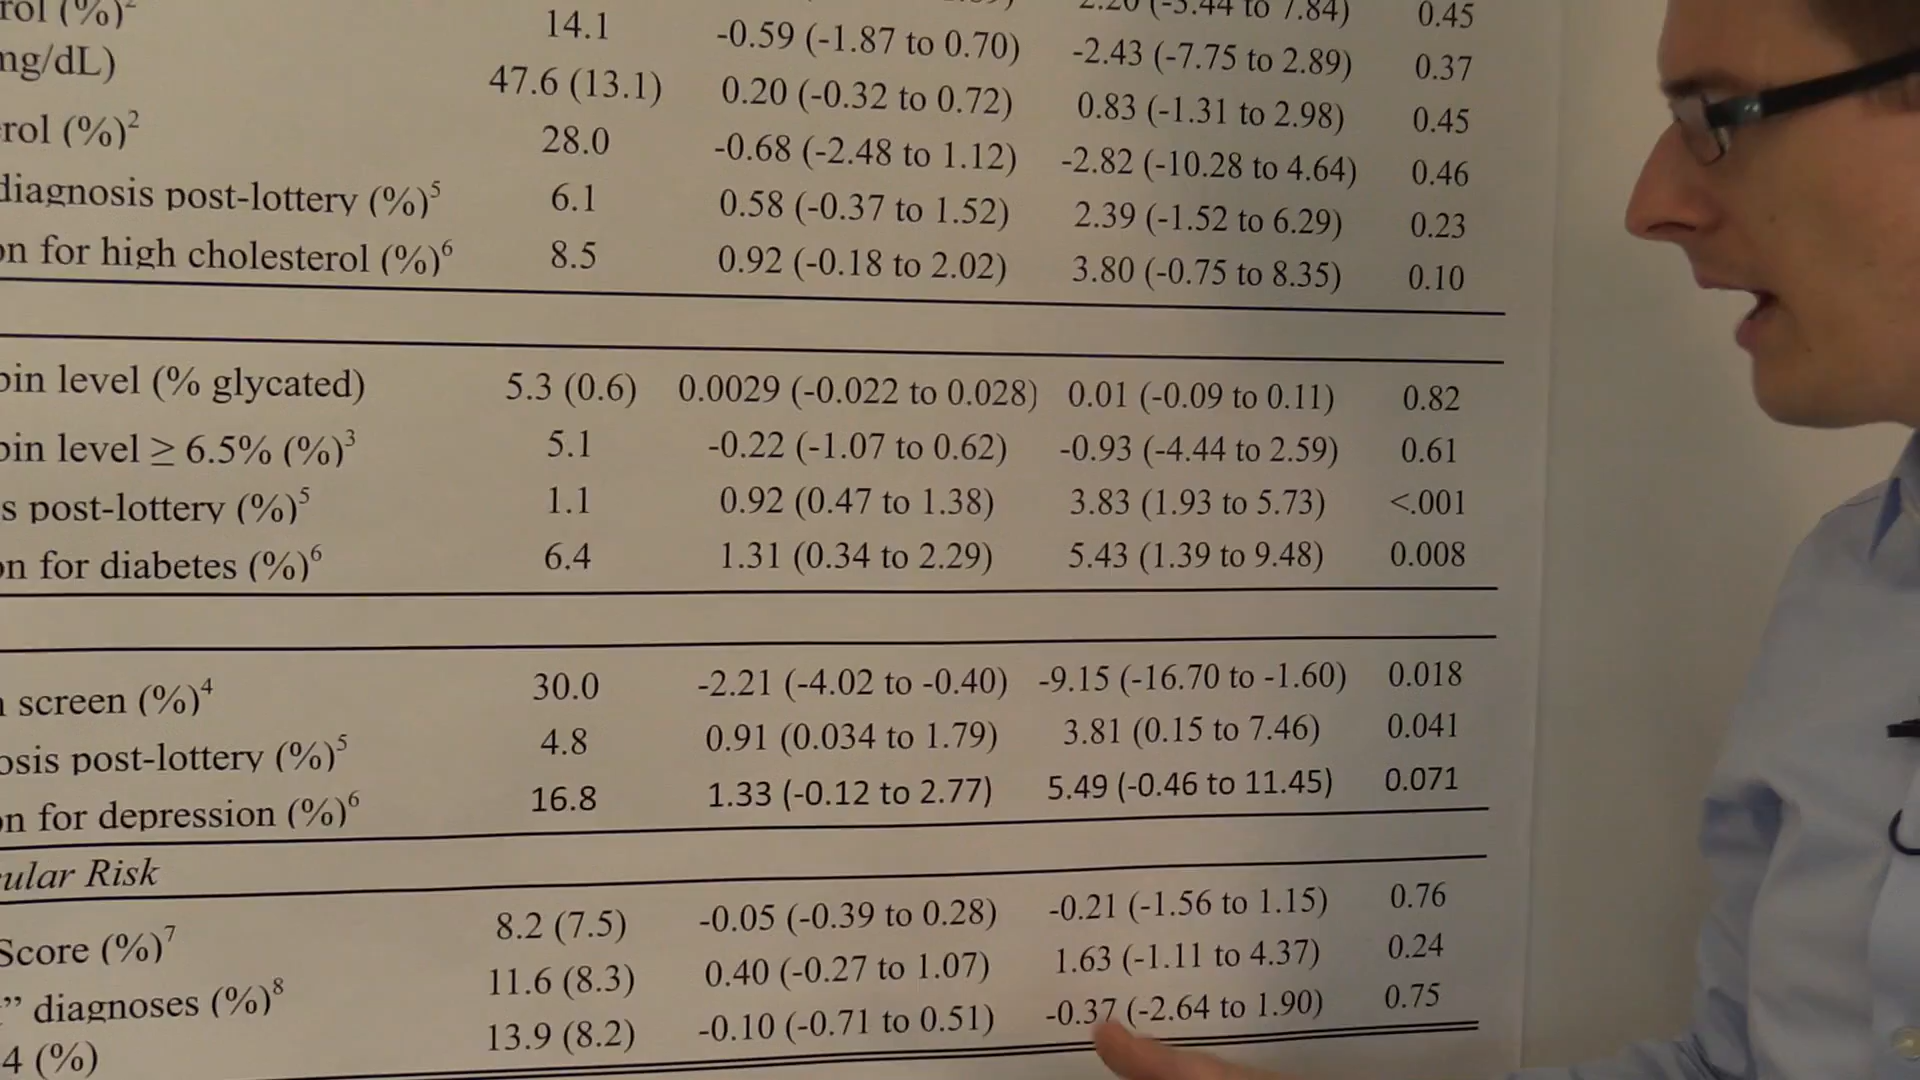 rol (%)² 2.20 (-3.44 to 7.84) 0.45
14.1 -0.59 (-1.87 to 0.70) -2.43 (-7.75 to 2.89) 0.37
mg/dL) 47.6 (13.1) 0.20 (-0.32 to 0.72) 0.83 (-1.31 to 2.98) 0.45
rol (%)² 28.0 -0.68 (-2.48 to 1.12) -2.82 (-10.28 to 4.64) 0.46
diagnosis post-lottery (%)⁵ 6.1 0.58 (-0.37 to 1.52) 2.39 (-1.52 to 6.29) 0.23
on for high cholesterol (%)⁶ 8.5 0.92 (-0.18 to 2.02) 3.80 (-0.75 to 8.35) 0.10
bin level (% glycated) 5.3 (0.6) 0.0029 (-0.022 to 0.028) 0.01 (-0.09 to 0.11) 0.82
bin level ≥ 6.5% (%)³ 5.1 -0.22 (-1.07 to 0.62) -0.93 (-4.44 to 2.59) 0.61
s post-lottery (%)⁵ 1.1 0.92 (0.47 to 1.38) 3.83 (1.93 to 5.73) <.001
on for diabetes (%)⁶ 6.4 1.31 (0.34 to 2.29) 5.43 (1.39 to 9.48) 0.008
n screen (%)⁴ 30.0 -2.21 (-4.02 to -0.40) -9.15 (-16.70 to -1.60) 0.018
osis post-lottery (%)⁵ 4.8 0.91 (0.034 to 1.79) 3.81 (0.15 to 7.46) 0.041
on for depression (%)⁶ 16.8 1.33 (-0.12 to 2.77) 5.49 (-0.46 to 11.45) 0.071
ular Risk
Score (%)⁷ 8.2 (7.5) -0.05 (-0.39 to 0.28) -0.21 (-1.56 to 1.15) 0.76
” diagnoses (%)⁸ 11.6 (8.3) 0.40 (-0.27 to 1.07) 1.63 (-1.11 to 4.37) 0.24
4 (%) 13.9 (8.2) -0.10 (-0.71 to 0.51) -0.37 (-2.64 to 1.90) 0.75